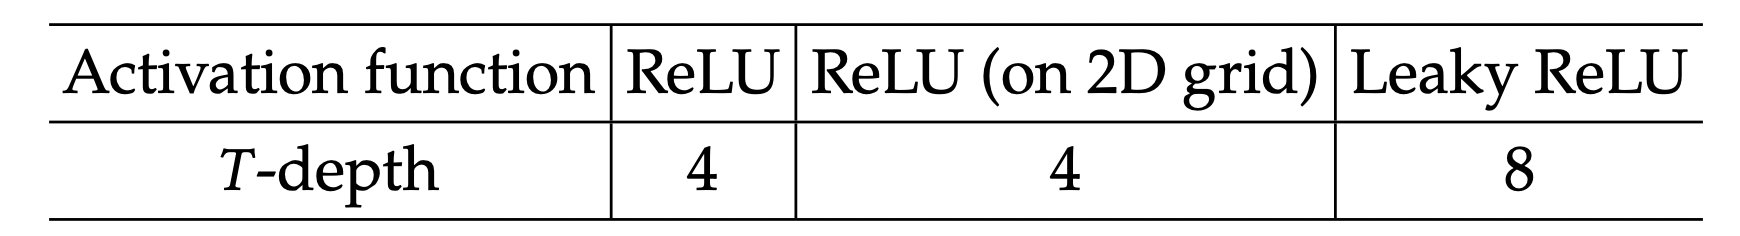 Activation function ReLU ReLU (on 2D grid) Leaky ReLU
T-depth 4 4 8